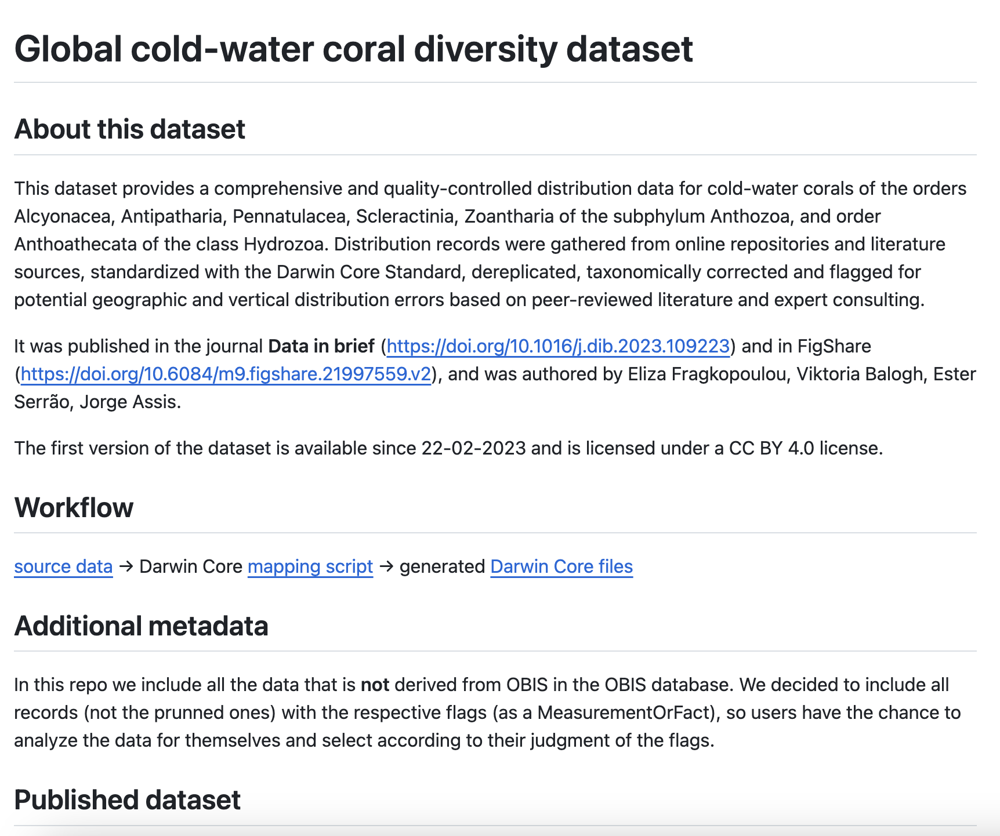 Global cold-water coral diversity dataset
About this dataset
This dataset provides a comprehensive and quality-controlled distribution data for cold-water corals of the orders
Alcyonacea, Antipatharia, Pennatulacea, Scleractinia, Zoantharia of the subphylum Anthozoa, and order
Anthoathecata of the class Hydrozoa. Distribution records were gathered from online repositories and literature
sources, standardized with the Darwin Core Standard, dereplicated, taxonomically corrected and flagged for
potential geographic and vertical distribution errors based on peer-reviewed literature and expert consulting.
It was published in the journal Data in brief (https://doi.org/10.1016/j.dib.2023.109223) and in FigShare
(https://doi.org/10.6084/m9.figshare.21997559.v2), and was authored by Eliza Fragkopoulou, Viktoria Balogh, Ester
Serrão, Jorge Assis.
The first version of the dataset is available since 22-02-2023 and is licensed under a CC BY 4.0 license.
Workflow
source data → Darwin Core mapping script → generated Darwin Core files
Additional metadata
In this repo we include all the data that is not derived from OBIS in the OBIS database. We decided to include all
records (not the prunned ones) with the respective flags (as a MeasurementOrFact), so users have the chance to
analyze the data for themselves and select according to their judgment of the flags.
Published dataset